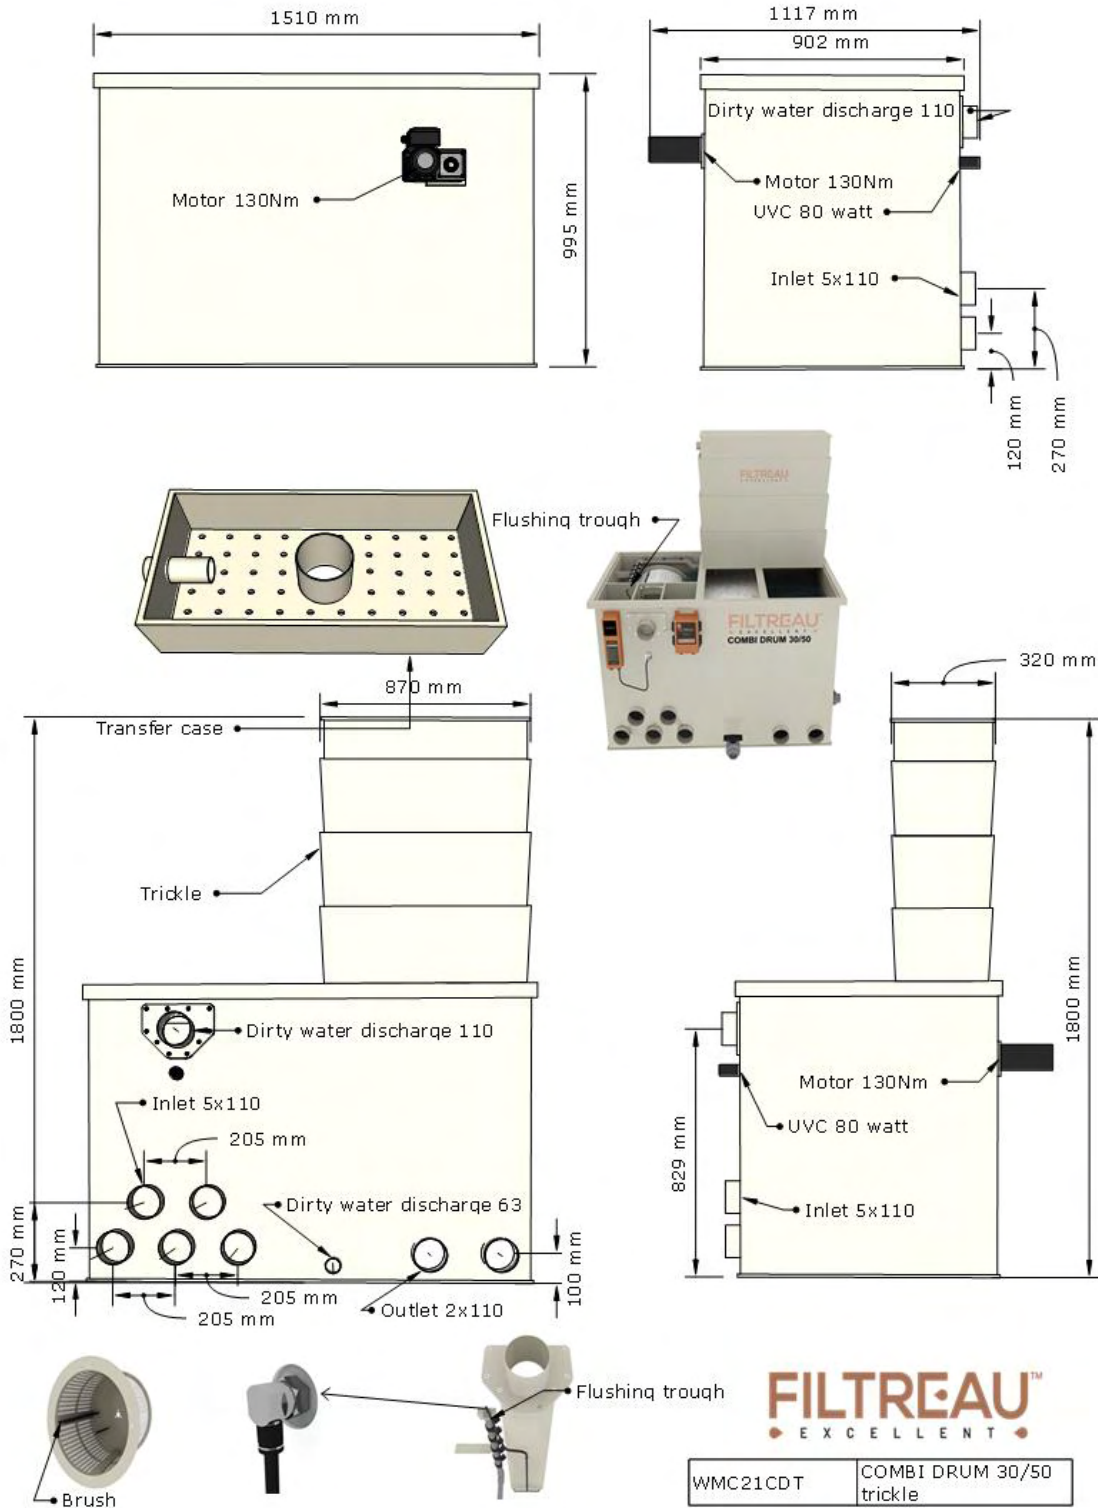 1510 mm
1117 mm
902 mm
Dirty water discharge 110
Motor 130Nm
Motor 130Nm
UVC 80 watt
995 mm
Inlet 5x110
120 mm
270 mm
Flushing trough
FILTREAU
EXCELLENT
FILTREAU
EXCELLENT
COMBI DRUM 30/50
870 mm
320 mm
Transfer case
Trickle
1800 mm
1800 mm
Dirty water discharge 110
Motor 130Nm
Inlet 5x110
UVC 80 watt
205 mm
829 mm
Dirty water discharge 63
Inlet 5x110
270 mm
120 mm
100 mm
205 mm
205 mm
Outlet 2x110
Flushing trough
FILTREAU™
EXCELLENT
Brush
WMC21CDT
COMBI DRUM 30/50
trickle